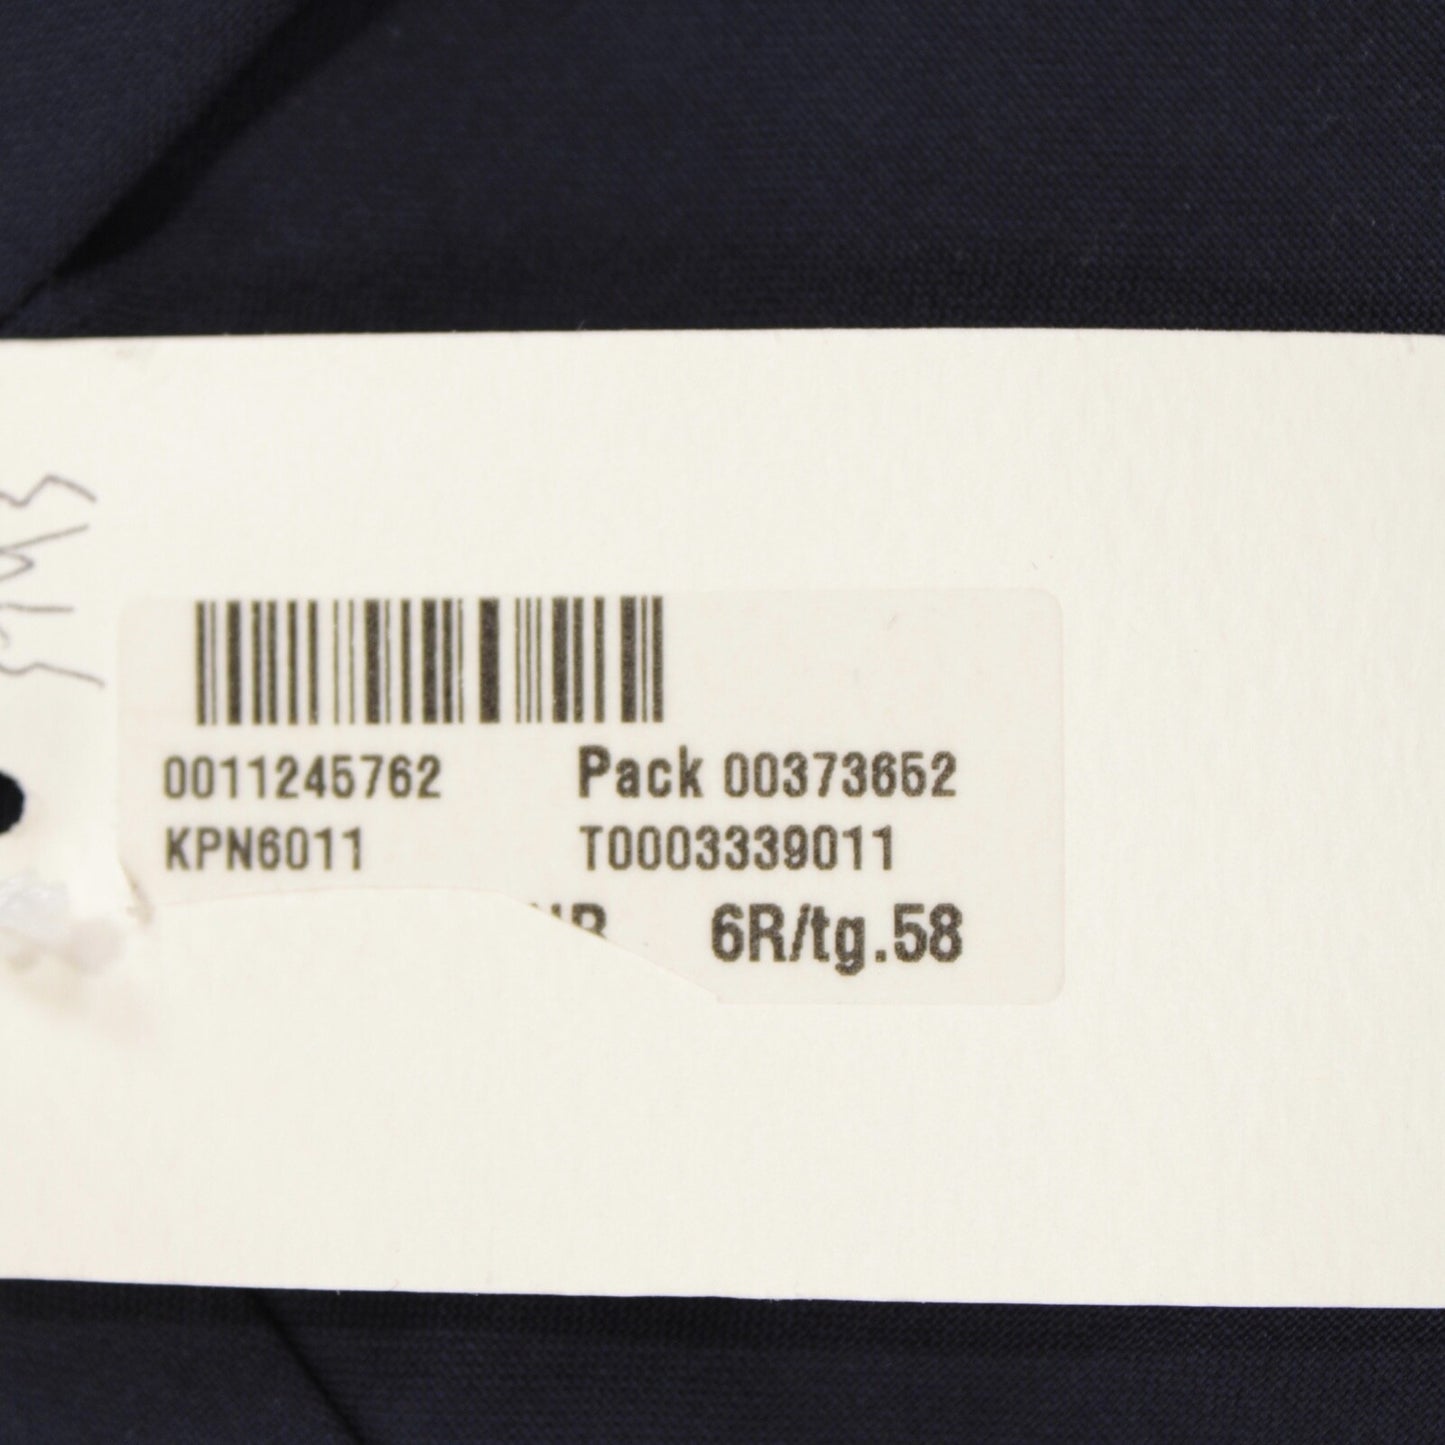 0011245762 Pack 00373652
KPN6011 T0003339011
6R/tg.58